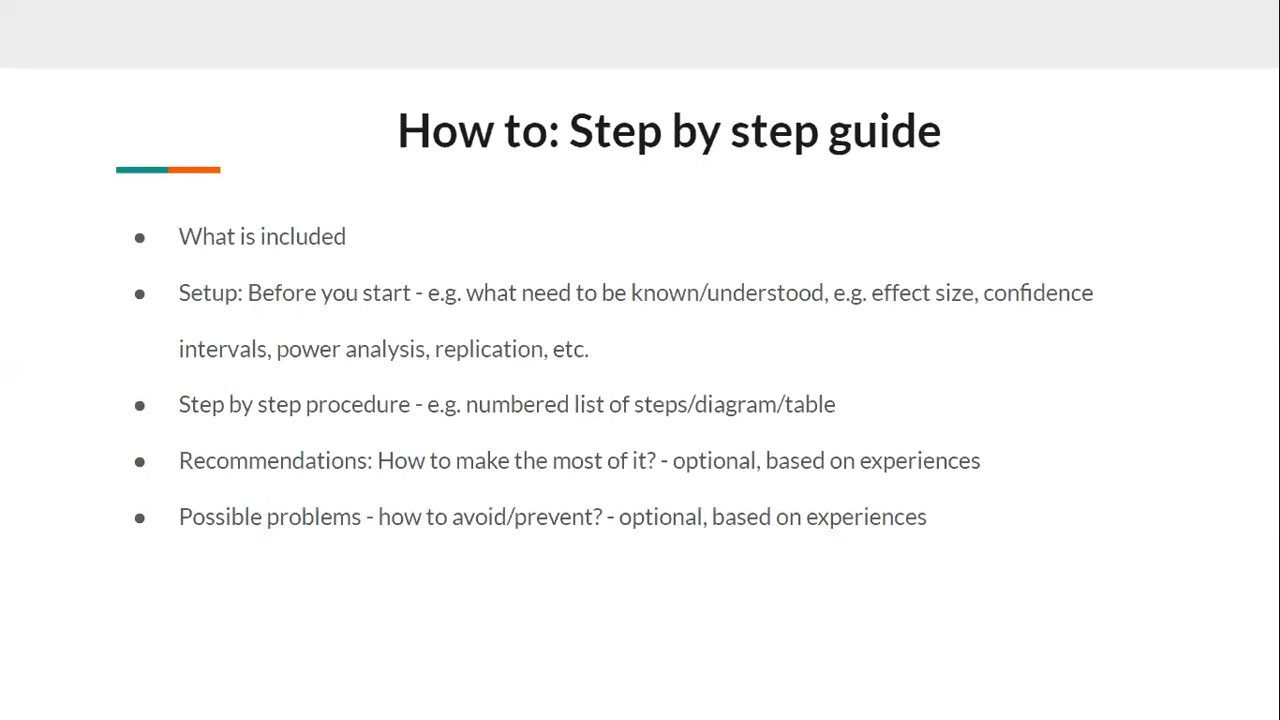 How to: Step by step guide
● What is included
● Setup: Before you start - e.g. what need to be known/understood, e.g. effect size, confidence
intervals, power analysis, replication, etc.
● Step by step procedure - e.g. numbered list of steps/diagram/table
● Recommendations: How to make the most of it? - optional, based on experiences
● Possible problems - how to avoid/prevent? - optional, based on experiences